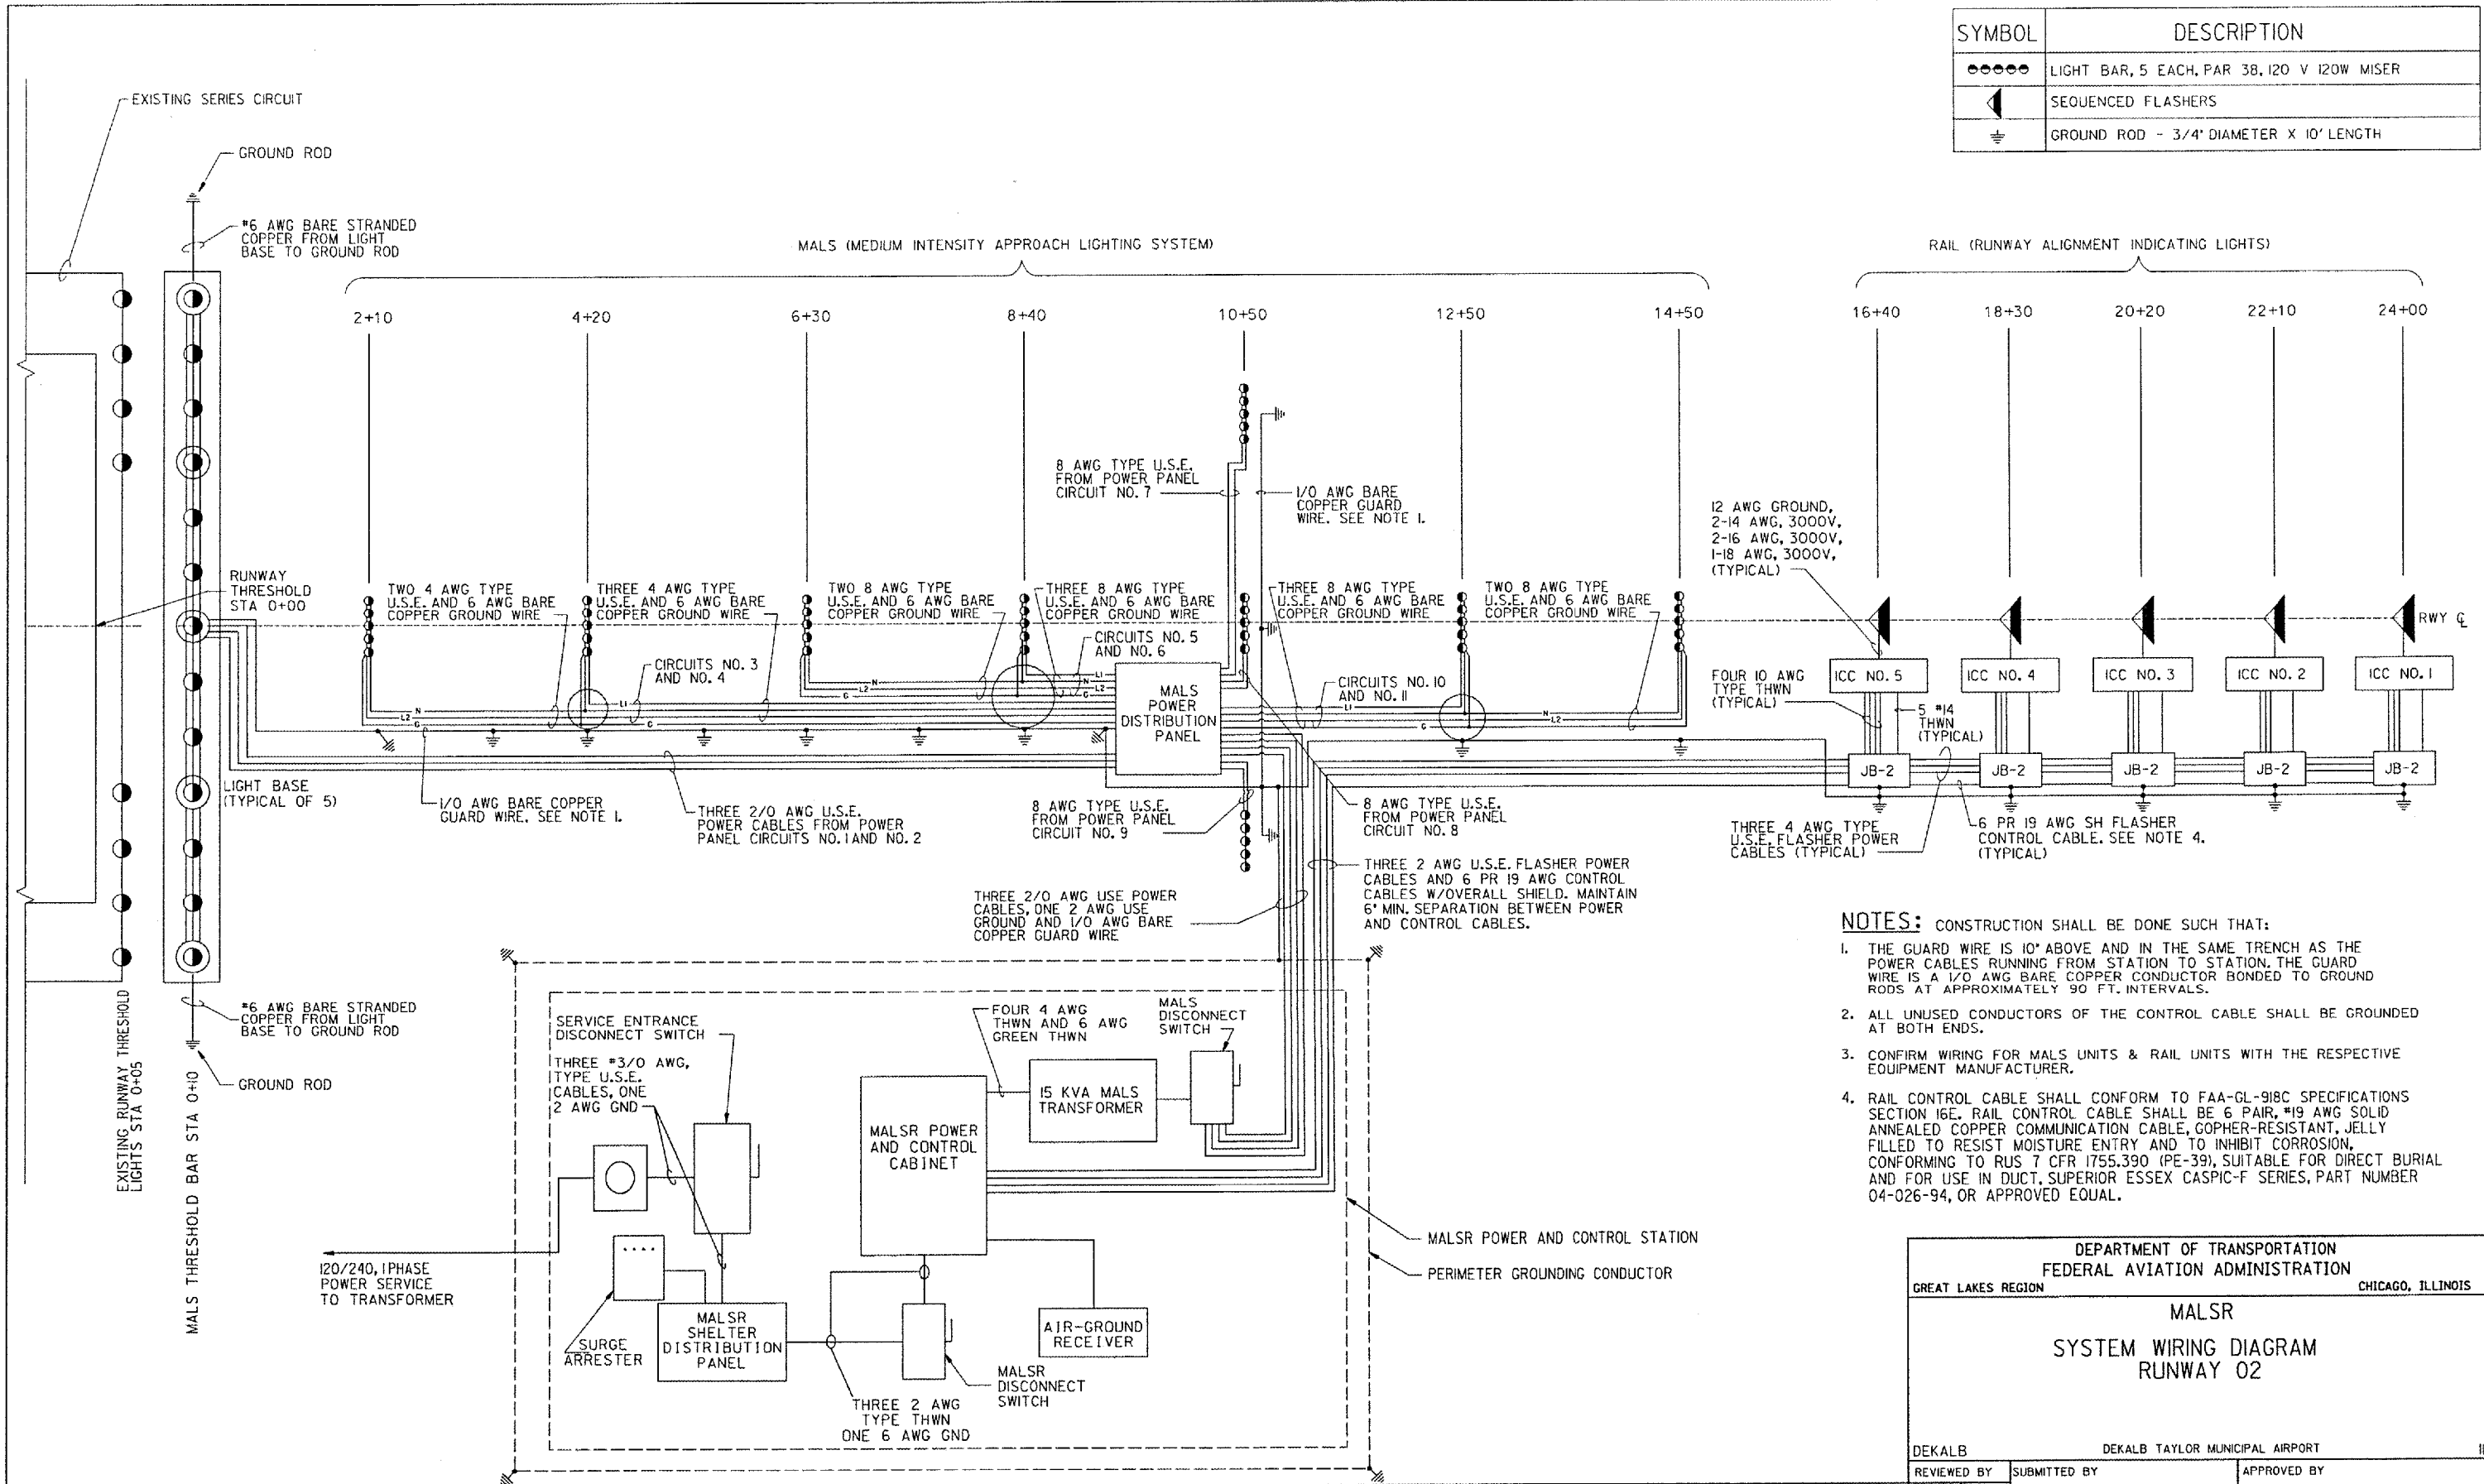 SYMBOL
DESCRIPTION
LIGHT BAR, 5 EACH, PAR 38, 120 V 120W MISER
SEQUENCED FLASHERS
GROUND ROD - 3/4" DIAMETER X 10' LENGTH
EXISTING SERIES CIRCUIT
GROUND ROD
#6 AWG BARE STRANDED
COPPER FROM LIGHT
BASE TO GROUND ROD
MALS (MEDIUM INTENSITY APPROACH LIGHTING SYSTEM)
RAIL (RUNWAY ALIGNMENT INDICATING LIGHTS)
2+10
4+20
6+30
8+40
10+50
12+50
14+50
16+40
18+30
20+20
22+10
24+00
8 AWG TYPE U.S.E.
FROM POWER PANEL
CIRCUIT NO. 7
1/0 AWG BARE
COPPER GUARD
WIRE. SEE NOTE 1.
12 AWG GROUND,
2-14 AWG, 3000V,
2-16 AWG, 3000V,
1-18 AWG, 3000V,
(TYPICAL)
RUNWAY
THRESHOLD
STA 0+00
TWO 4 AWG TYPE
U.S.E. AND 6 AWG BARE
COPPER GROUND WIRE
THREE 4 AWG TYPE
U.S.E. AND 6 AWG BARE
COPPER GROUND WIRE
TWO 8 AWG TYPE
U.S.E. AND 6 AWG BARE
COPPER GROUND WIRE
THREE 8 AWG TYPE
U.S.E. AND 6 AWG BARE
COPPER GROUND WIRE
THREE 8 AWG TYPE
U.S.E. AND 6 AWG BARE
COPPER GROUND WIRE
TWO 8 AWG TYPE
U.S.E. AND 6 AWG BARE
COPPER GROUND WIRE
RWY CL
CIRCUITS NO. 3
AND NO. 4
CIRCUITS NO. 5
AND NO. 6
CIRCUITS NO. 10
AND NO. 11
L1
N
L2
G
L1
N
L2
G
L1
N
L2
G
G
MALS
POWER
DISTRIBUTION
PANEL
FOUR 10 AWG
TYPE THWN
(TYPICAL)
5 #14
THWN
(TYPICAL)
ICC NO. 5
ICC NO. 4
ICC NO. 3
ICC NO. 2
ICC NO. 1
JB-2
JB-2
JB-2
JB-2
JB-2
LIGHT BASE
(TYPICAL OF 5)
1/0 AWG BARE COPPER
GUARD WIRE. SEE NOTE 1.
THREE 2/0 AWG U.S.E.
POWER CABLES FROM POWER
PANEL CIRCUITS NO. 1 AND NO. 2
8 AWG TYPE U.S.E.
FROM POWER PANEL
CIRCUIT NO. 9
8 AWG TYPE U.S.E.
FROM POWER PANEL
CIRCUIT NO. 8
THREE 4 AWG TYPE
U.S.E. FLASHER POWER
CABLES (TYPICAL)
6 PR 19 AWG SH FLASHER
CONTROL CABLE. SEE NOTE 4.
(TYPICAL)
THREE 2 AWG U.S.E. FLASHER POWER
CABLES AND 6 PR 19 AWG CONTROL
CABLES W/OVERALL SHIELD. MAINTAIN
6" MIN. SEPARATION BETWEEN POWER
AND CONTROL CABLES.
THREE 2/0 AWG USE POWER
CABLES, ONE 2 AWG USE
GROUND AND 1/0 AWG BARE
COPPER GUARD WIRE
#6 AWG BARE STRANDED
COPPER FROM LIGHT
BASE TO GROUND ROD
GROUND ROD
EXISTING RUNWAY THRESHOLD
LIGHTS STA 0+05
MALS THRESHOLD BAR STA 0+10
SERVICE ENTRANCE
DISCONNECT SWITCH
THREE #3/0 AWG,
TYPE U.S.E.
CABLES, ONE
2 AWG GND
FOUR 4 AWG
THWN AND 6 AWG
GREEN THWN
MALS
DISCONNECT
SWITCH
15 KVA MALS
TRANSFORMER
MALSR POWER
AND CONTROL
CABINET
120/240, 1 PHASE
POWER SERVICE
TO TRANSFORMER
SURGE
ARRESTER
MALSR
SHELTER
DISTRIBUTION
PANEL
AIR-GROUND
RECEIVER
MALSR
DISCONNECT
SWITCH
THREE 2 AWG
TYPE THWN
ONE 6 AWG GND
MALSR POWER AND CONTROL STATION
PERIMETER GROUNDING CONDUCTOR
NOTES: CONSTRUCTION SHALL BE DONE SUCH THAT:
1. THE GUARD WIRE IS 10" ABOVE AND IN THE SAME TRENCH AS THE
POWER CABLES RUNNING FROM STATION TO STATION. THE GUARD
WIRE IS A 1/0 AWG BARE COPPER CONDUCTOR BONDED TO GROUND
RODS AT APPROXIMATELY 90 FT. INTERVALS.
2. ALL UNUSED CONDUCTORS OF THE CONTROL CABLE SHALL BE GROUNDED
AT BOTH ENDS.
3. CONFIRM WIRING FOR MALS UNITS & RAIL UNITS WITH THE RESPECTIVE
EQUIPMENT MANUFACTURER.
4. RAIL CONTROL CABLE SHALL CONFORM TO FAA-GL-918C SPECIFICATIONS
SECTION 16E. RAIL CONTROL CABLE SHALL BE 6 PAIR, #19 AWG SOLID
ANNEALED COPPER COMMUNICATION CABLE, GOPHER-RESISTANT, JELLY
FILLED TO RESIST MOISTURE ENTRY AND TO INHIBIT CORROSION,
CONFORMING TO RUS 7 CFR 1755.390 (PE-39), SUITABLE FOR DIRECT BURIAL
AND FOR USE IN DUCT, SUPERIOR ESSEX CASPIC-F SERIES, PART NUMBER
04-026-94, OR APPROVED EQUAL.
DEPARTMENT OF TRANSPORTATION
FEDERAL AVIATION ADMINISTRATION
GREAT LAKES REGION
CHICAGO, ILLINOIS
MALSR
SYSTEM WIRING DIAGRAM
RUNWAY 02
DEKALB
DEKALB TAYLOR MUNICIPAL AIRPORT
REVIEWED BY
SUBMITTED BY
APPROVED BY